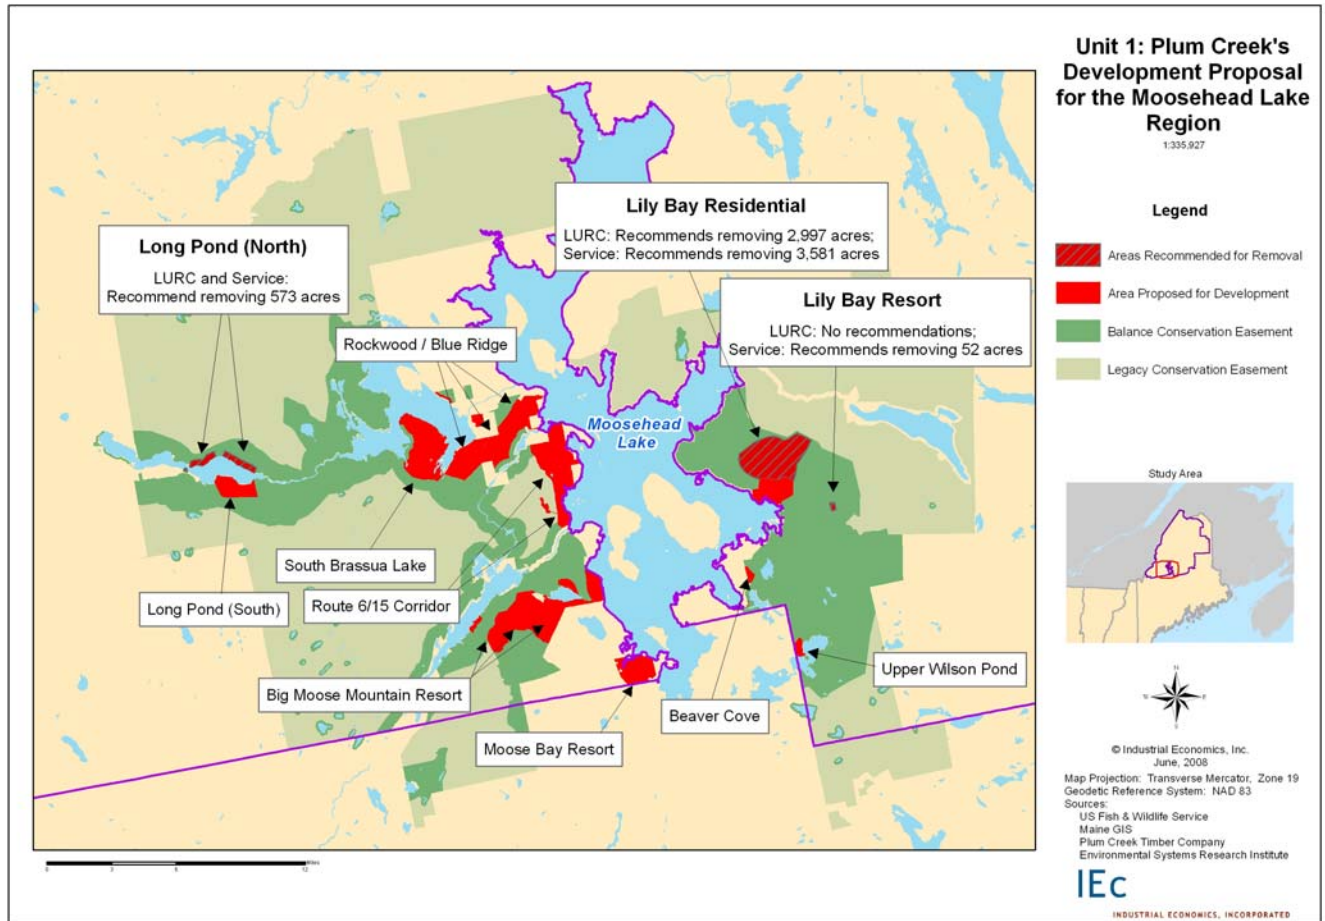 Unit 1: Plum Creek's
Development Proposal
for the Moosehead Lake
Region
1:335,927
Legend
Areas Recommended for Removal
Area Proposed for Development
Balance Conservation Easement
Legacy Conservation Easement
Lily Bay Residential
LURC: Recommends removing 2,997 acres;
Service: Recommends removing 3,581 acres
Long Pond (North)
LURC and Service:
Recommend removing 573 acres
Lily Bay Resort
LURC: No recommendations;
Service: Recommends removing 52 acres
Rockwood / Blue Ridge
Moosehead
Lake
South Brassua Lake
Long Pond (South)
Route 6/15 Corridor
Big Moose Mountain Resort
Moose Bay Resort
Beaver Cove
Upper Wilson Pond
Study Area
N
W E
S
© Industrial Economics, Inc.
June, 2008
Map Projection: Transverse Mercator, Zone 19
Geodetic Reference System: NAD 83
Sources:
US Fish & Wildlife Service
Maine GIS
Plum Creek Timber Company
Environmental Systems Research Institute
IEc
INDUSTRIAL ECONOMICS, INCORPORATED
Miles
0 3 6 12